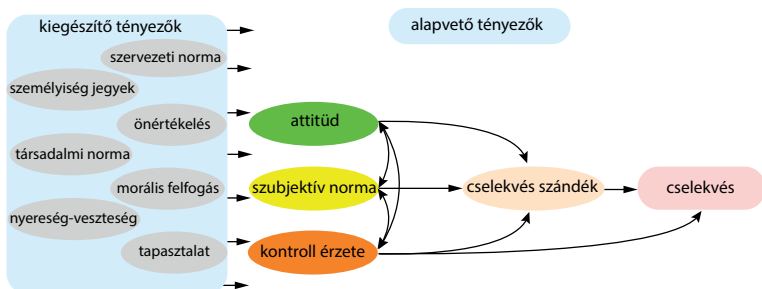 kiegészítő tényezők
szervezeti norma
személyiség jegyek
önértékelés
társadalmi norma
morális felfogás
nyereség-veszteség
tapasztalat
alapvető tényezők
attitűd
szubjektív norma
kontroll érzete
cselekvés szándék
cselekvés